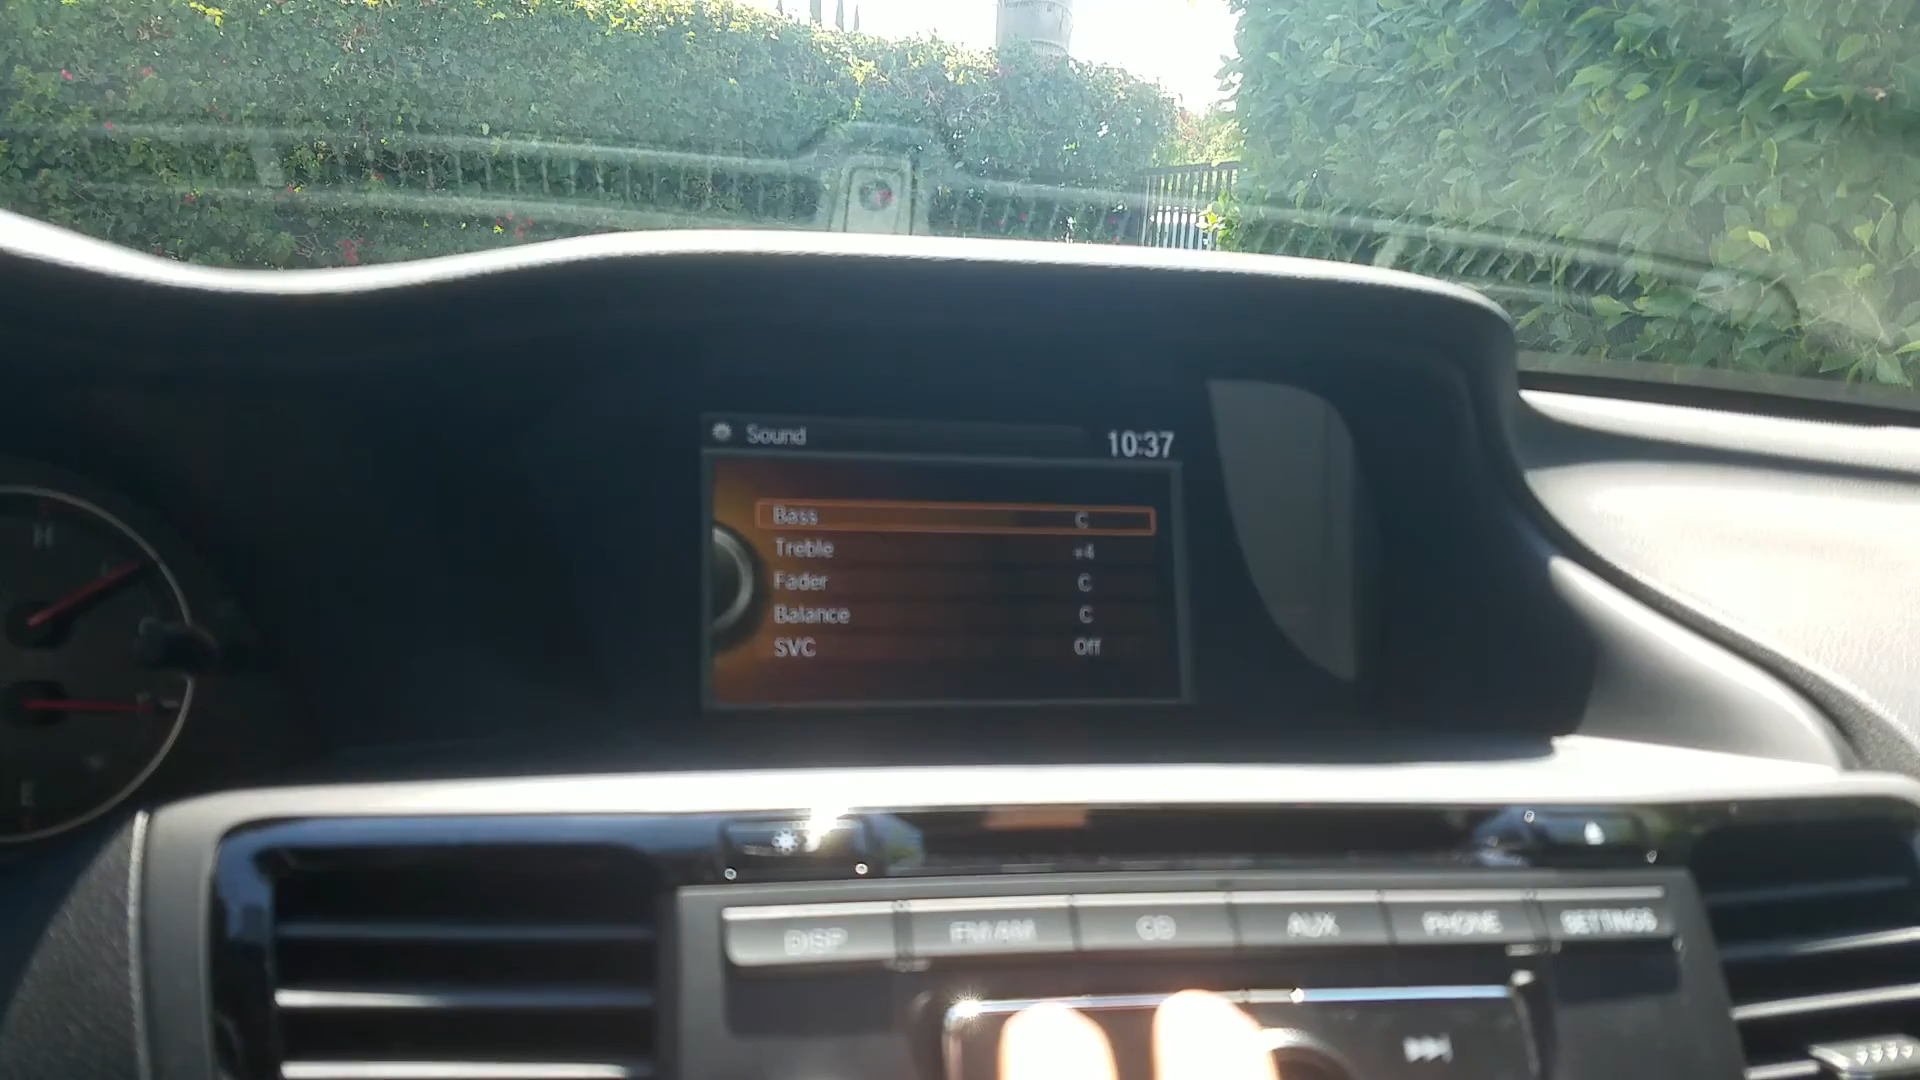 Sound 10:37
Bass C
Treble +4
Fader C
Balance C
SVC Off
H
E
DISP FM/AM CD AUX PHONE SETTINGS